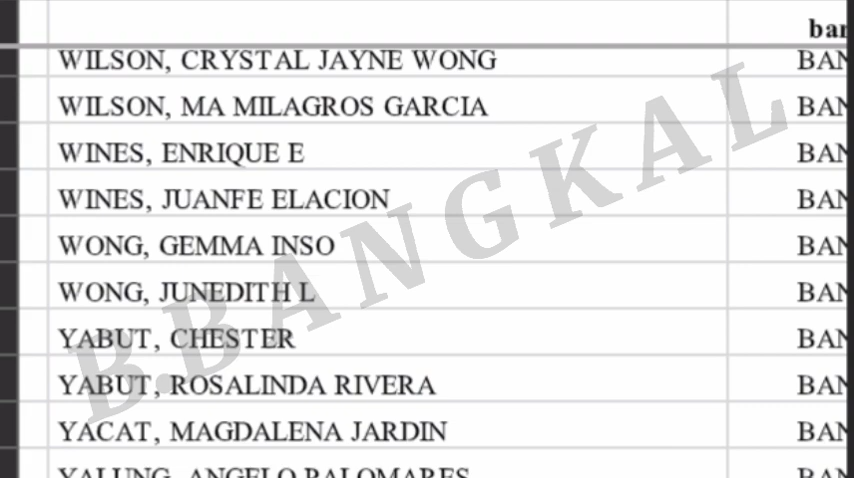 bar
WILSON, CRYSTAL JAYNE WONG BAN
WILSON, MA MILAGROS GARCIA BAN
WINES, ENRIQUE E BAN
WINES, JUANFE ELACION BAN
WONG, GEMMA INSO BAN
WONG, JUNEDITH L BAN
YABUT, CHESTER BAN
YABUT, ROSALINDA RIVERA BAN
YACAT, MAGDALENA JARDIN BAN
YALUNG, ANGELO PALOMARES BAN
B.BANGKAL